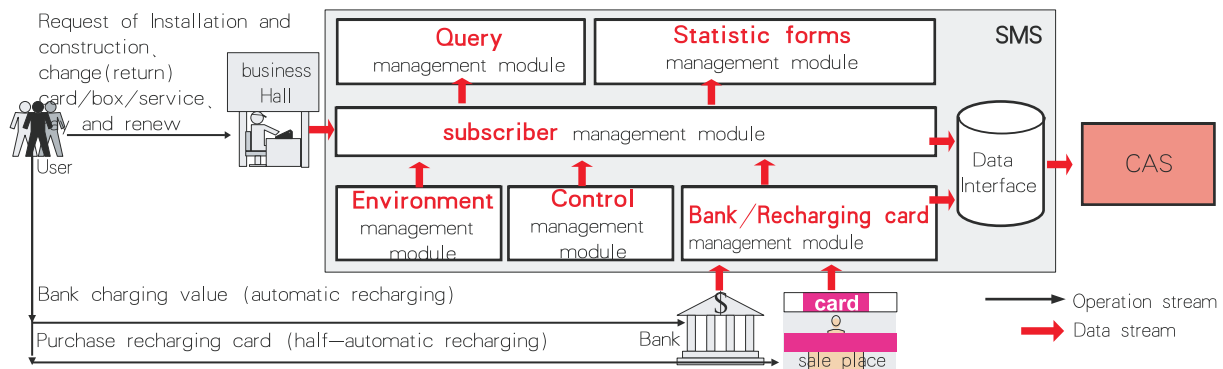 Request of Installation and
construction、
change(return)
card/box/service、
and renew
User
business
Hall
SMS
Query
management module
Statistic forms
management module
subscriber management module
Environment
management
module
Control
management
module
Bank/Recharging card
management module
Data
Interface
CAS
Bank charging value (automatic recharging)
Purchase recharging card (half—automatic recharging)
$
Bank
card
sale place
Operation stream
Data stream